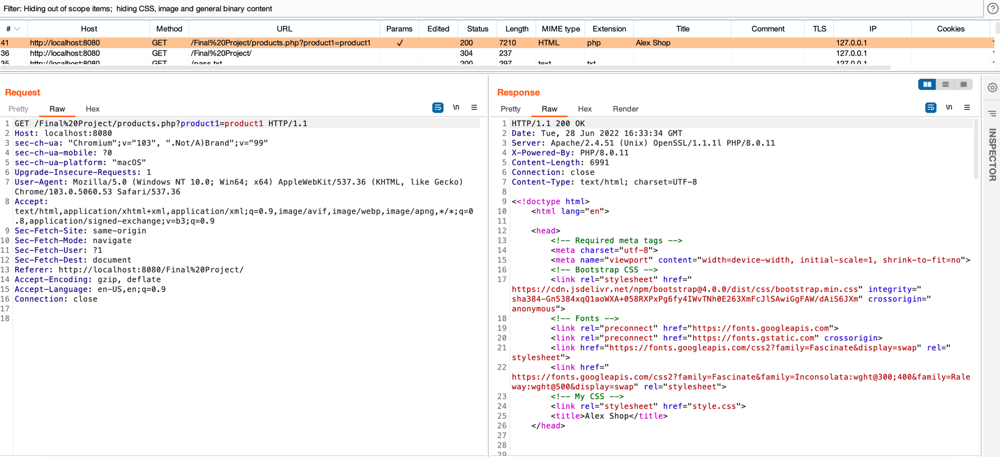 Filter: Hiding out of scope items;  hiding CSS, image and general binary content
# Host Method URL Params Edited Status Length MIME type Extension Title Comment TLS IP Cookies
41 http://localhost:8080 GET /Final%20Project/products.php?product1=product1 ✓ 200 7210 HTML php Alex Shop 127.0.0.1
36 http://localhost:8080 GET /Final%20Project/ 304 237 127.0.0.1
35 http://localhost:8080 GET /pass.txt 200 297 text txt 127.0.0.1
Request
Pretty Raw Hex \n
1 GET /Final%20Project/products.php?product1=product1 HTTP/1.1
2 Host: localhost:8080
3 sec-ch-ua: "Chromium";v="103", ".Not/A)Brand";v="99"
4 sec-ch-ua-mobile: ?0
5 sec-ch-ua-platform: "macOS"
6 Upgrade-Insecure-Requests: 1
7 User-Agent: Mozilla/5.0 (Windows NT 10.0; Win64; x64) AppleWebKit/537.36 (KHTML, like Gecko)
Chrome/103.0.5060.53 Safari/537.36
8 Accept:
text/html,application/xhtml+xml,application/xml;q=0.9,image/avif,image/webp,image/apng,*/*;q=0
.8,application/signed-exchange;v=b3;q=0.9
9 Sec-Fetch-Site: same-origin
10 Sec-Fetch-Mode: navigate
11 Sec-Fetch-User: ?1
12 Sec-Fetch-Dest: document
13 Referer: http://localhost:8080/Final%20Project/
14 Accept-Encoding: gzip, deflate
15 Accept-Language: en-US,en;q=0.9
16 Connection: close
17
18
Response
Pretty Raw Hex Render \n
1 HTTP/1.1 200 OK
2 Date: Tue, 28 Jun 2022 16:33:34 GMT
3 Server: Apache/2.4.51 (Unix) OpenSSL/1.1.1l PHP/8.0.11
4 X-Powered-By: PHP/8.0.11
5 Content-Length: 6991
6 Connection: close
7 Content-Type: text/html; charset=UTF-8
8
9 <<!doctype html>
10 <html lang="en">
11
12 <head>
13 <!-- Required meta tags -->
14 <meta charset="utf-8">
15 <meta name="viewport" content="width=device-width, initial-scale=1, shrink-to-fit=no">
16 <!-- Bootstrap CSS -->
17 <link rel="stylesheet" href="
https://cdn.jsdelivr.net/npm/bootstrap@4.0.0/dist/css/bootstrap.min.css" integrity="
sha384-Gn5384xqQ1aoWXA+058RXPxPg6fy4IWvTNh0E263XmFcJlSAwiGgFAW/dAiS6JXm" crossorigin="
anonymous">
18 <!-- Fonts -->
19 <link rel="preconnect" href="https://fonts.googleapis.com">
20 <link rel="preconnect" href="https://fonts.gstatic.com" crossorigin>
21 <link href="https://fonts.googleapis.com/css2?family=Fascinate&display=swap" rel="
stylesheet">
22 <link href="
https://fonts.googleapis.com/css2?family=Fascinate&family=Inconsolata:wght@300;400&family=Rale
way:wght@500&display=swap" rel="stylesheet">
23 <!-- My CSS -->
24 <link rel="stylesheet" href="style.css">
25 <title>Alex Shop</title>
26 </head>
27
28
29
INSPECTOR